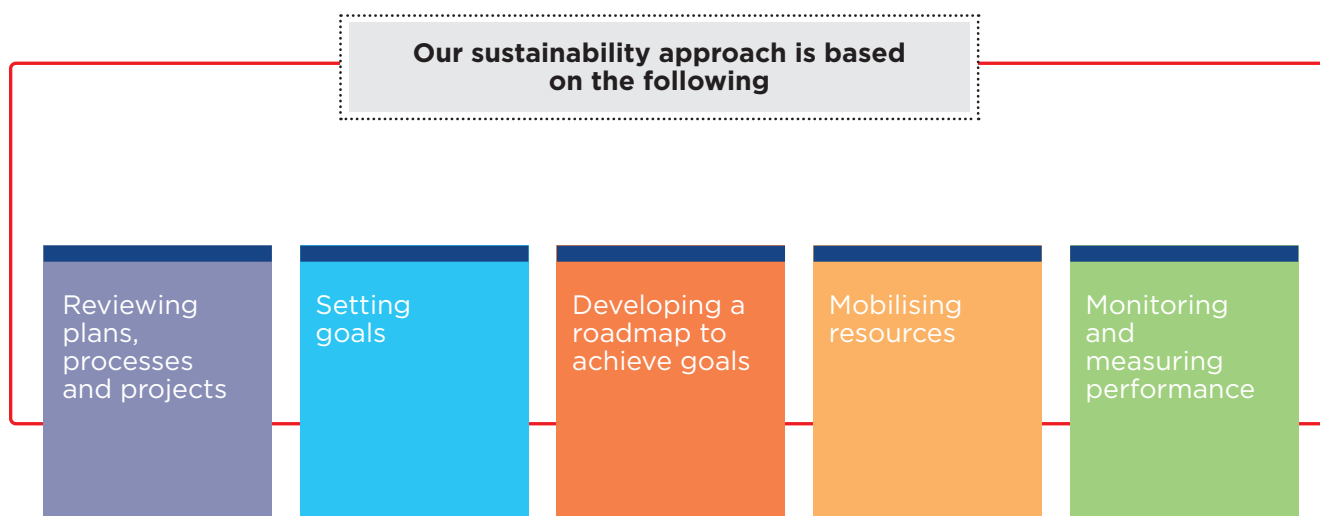 Our sustainability approach is based
on the following
Reviewing
plans,
processes
and projects
Setting
goals
Developing a
roadmap to
achieve goals
Mobilising
resources
Monitoring
and
measuring
performance